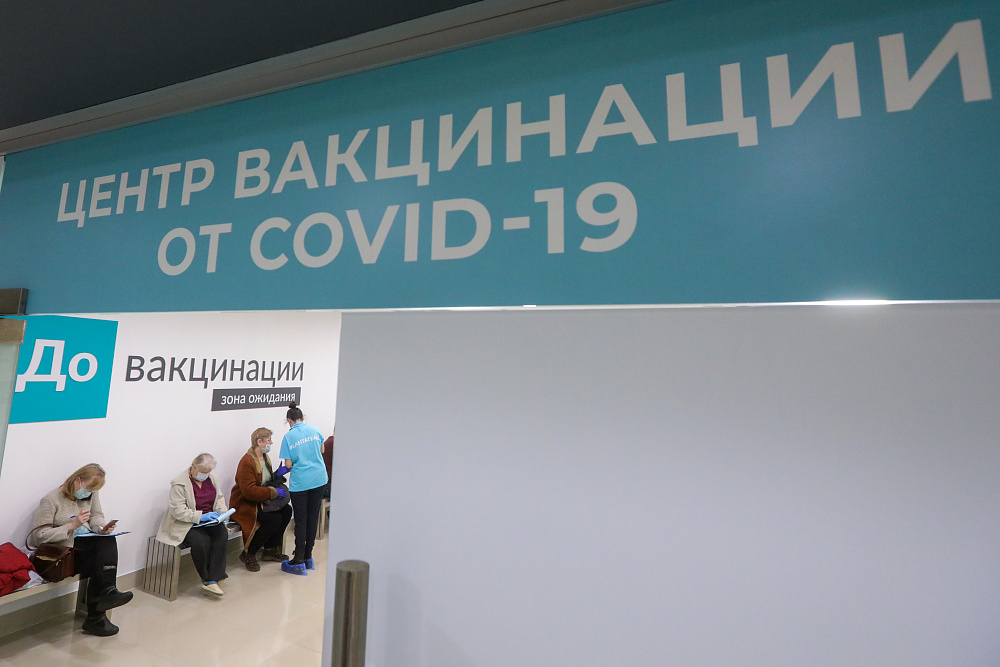 ЦЕНТР ВАКЦИНАЦИИ
ОТ COVID-19
До вакцинации
зона ожидания